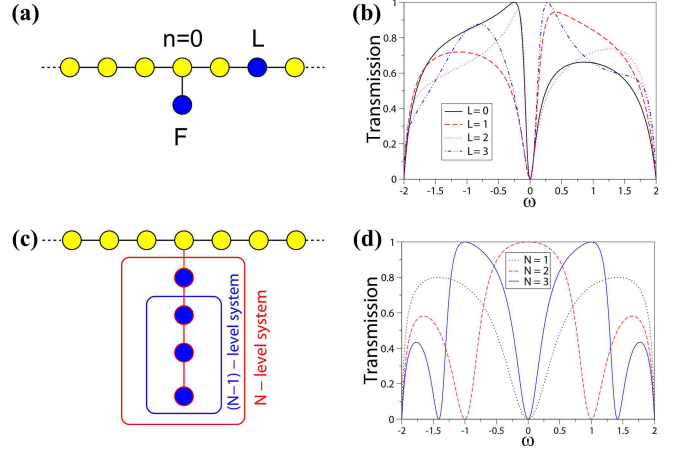 (a)
n=0
L
F
(b)
Transmission
1
0.8
0.6
0.4
0.2
0
L= 0
L= 1
L= 2
L= 3
-2
-1.5
-1
-0.5
0
0.5
1
1.5
2
ω
(c)
(N−1) − level system
N − level system
(d)
Transmission
1
0.8
0.6
0.4
0.2
0
N = 1
N = 2
N = 3
-2
-1.5
-1
-0.5
0
0.5
1
1.5
2
ω